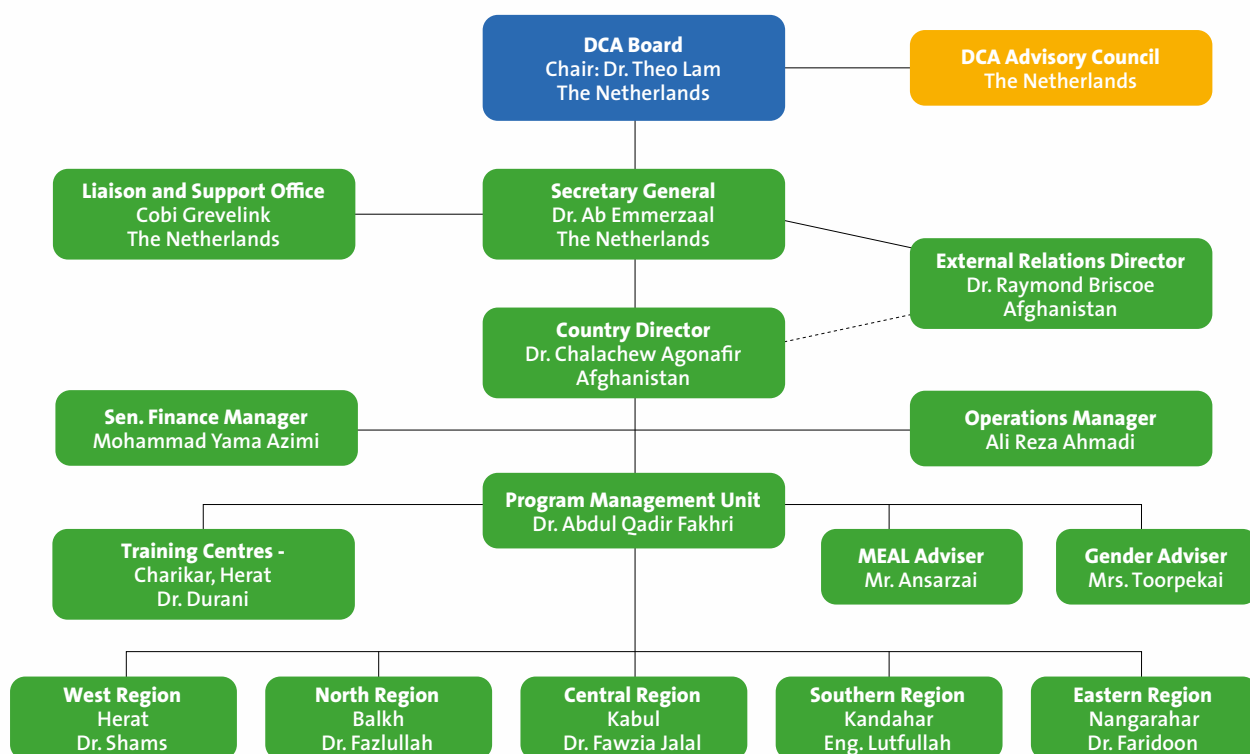 DCA Board
Chair: Dr. Theo Lam
The Netherlands
DCA Advisory Council
The Netherlands
Liaison and Support Office
Cobi Grevelink
The Netherlands
Secretary General
Dr. Ab Emmerzaal
The Netherlands
External Relations Director
Dr. Raymond Briscoe
Afghanistan
Country Director
Dr. Chalachew Agonafir
Afghanistan
Sen. Finance Manager
Mohammad Yama Azimi
Operations Manager
Ali Reza Ahmadi
Program Management Unit
Dr. Abdul Qadir Fakhri
Training Centres -
Charikar, Herat
Dr. Durani
MEAL Adviser
Mr. Ansarzai
Gender Adviser
Mrs. Toorpekai
West Region
Herat
Dr. Shams
North Region
Balkh
Dr. Fazlullah
Central Region
Kabul
Dr. Fawzia Jalal
Southern Region
Kandahar
Eng. Lutfullah
Eastern Region
Nangarahar
Dr. Faridoon